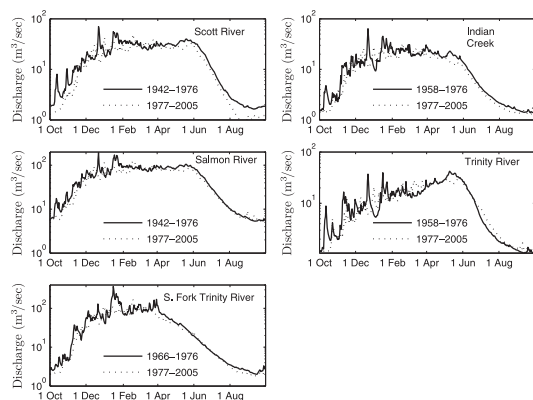 Scott River
Discharge (m³/sec)
10²
10¹
10⁰
1942–1976
1977–2005
1 Oct 1 Dec 1 Feb 1 Apr 1 Jun 1 Aug
Indian
Creek
Discharge (m³/sec)
10²
10¹
10⁰
1958–1976
1977–2005
1 Oct 1 Dec 1 Feb 1 Apr 1 Jun 1 Aug
Salmon River
Discharge (m³/sec)
10²
10¹
10⁰
1942–1976
1977–2005
1 Oct 1 Dec 1 Feb 1 Apr 1 Jun 1 Aug
Trinity River
Discharge (m³/sec)
10¹
1958–1976
1977–2005
1 Oct 1 Dec 1 Feb 1 Apr 1 Jun 1 Aug
S. Fork Trinity River
Discharge (m³/sec)
10²
10¹
10⁰
1966–1976
1977–2005
1 Oct 1 Dec 1 Feb 1 Apr 1 Jun 1 Aug